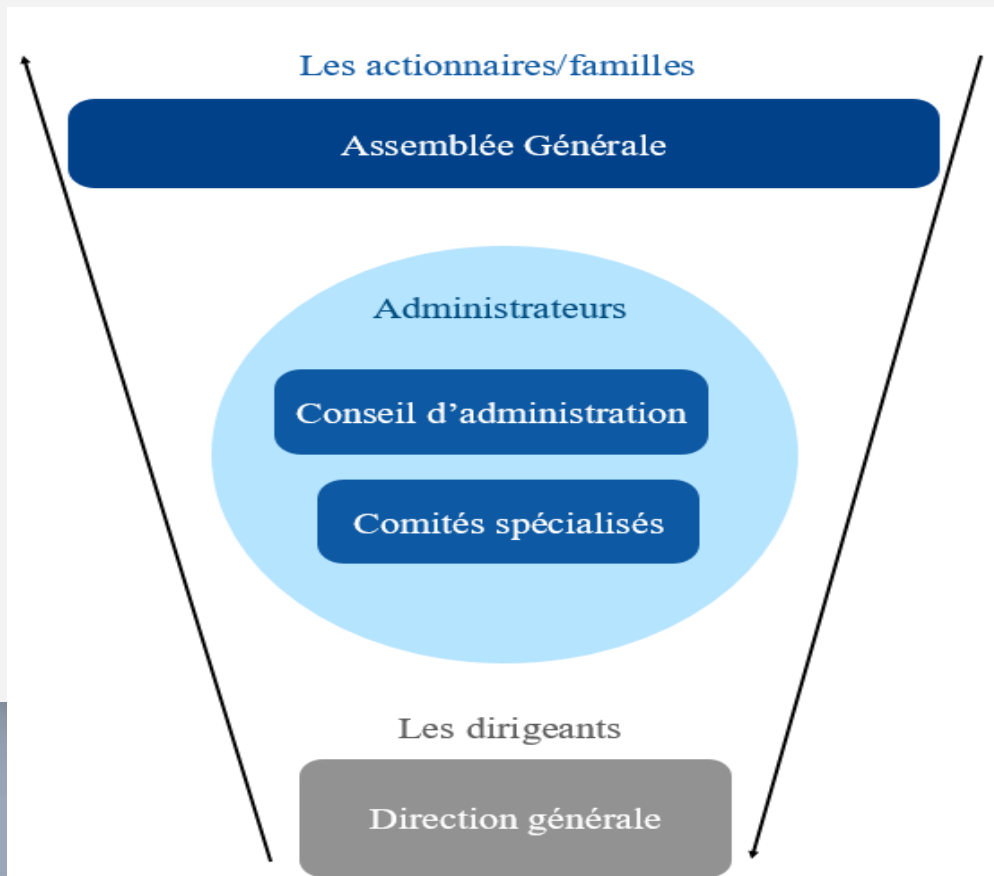 Les actionnaires/familles
Assemblée Générale
Administrateurs
Conseil d’administration
Comités spécialisés
Les dirigeants
Direction générale